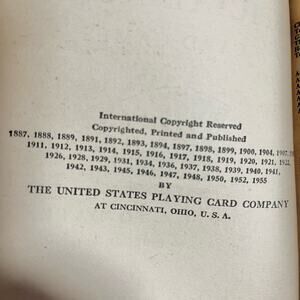 International Copyright Reserved
Copyrighted, Printed and Published
1887, 1888, 1889, 1891, 1892, 1893, 1894, 1897, 1898, 1899, 1900, 1904, 1907,
1911, 1912, 1913, 1914, 1915, 1916, 1917, 1918, 1919, 1920, 1921, 1922,
1926, 1928, 1929, 1931, 1934, 1936, 1937, 1938, 1939, 1940, 1941,
1942, 1943, 1945, 1946, 1947, 1948, 1950, 1952, 1955
BY
THE UNITED STATES PLAYING CARD COMPANY
AT CINCINNATI, OHIO, U. S. A.